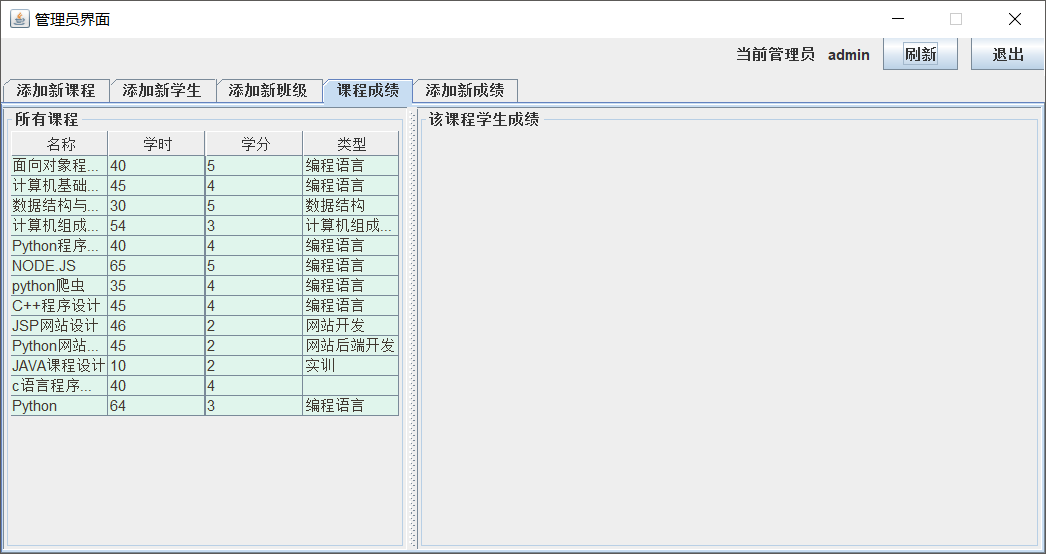 管理员界面
当前管理员 admin 刷新 退出
添加新课程 添加新学生 添加新班级 课程成绩 添加新成绩
所有课程 该课程学生成绩
名称 学时 学分 类型
面向对象程... 40 5 编程语言
计算机基础... 45 4 编程语言
数据结构与... 30 5 数据结构
计算机组成... 54 3 计算机组成...
Python程序... 40 4 编程语言
NODE.JS 65 5 编程语言
python爬虫 35 4 编程语言
C++程序设计 45 4 编程语言
JSP网站设计 46 2 网站开发
Python网站... 45 2 网站后端开发
JAVA课程设计 10 2 实训
c语言程序... 40 4
Python 64 3 编程语言